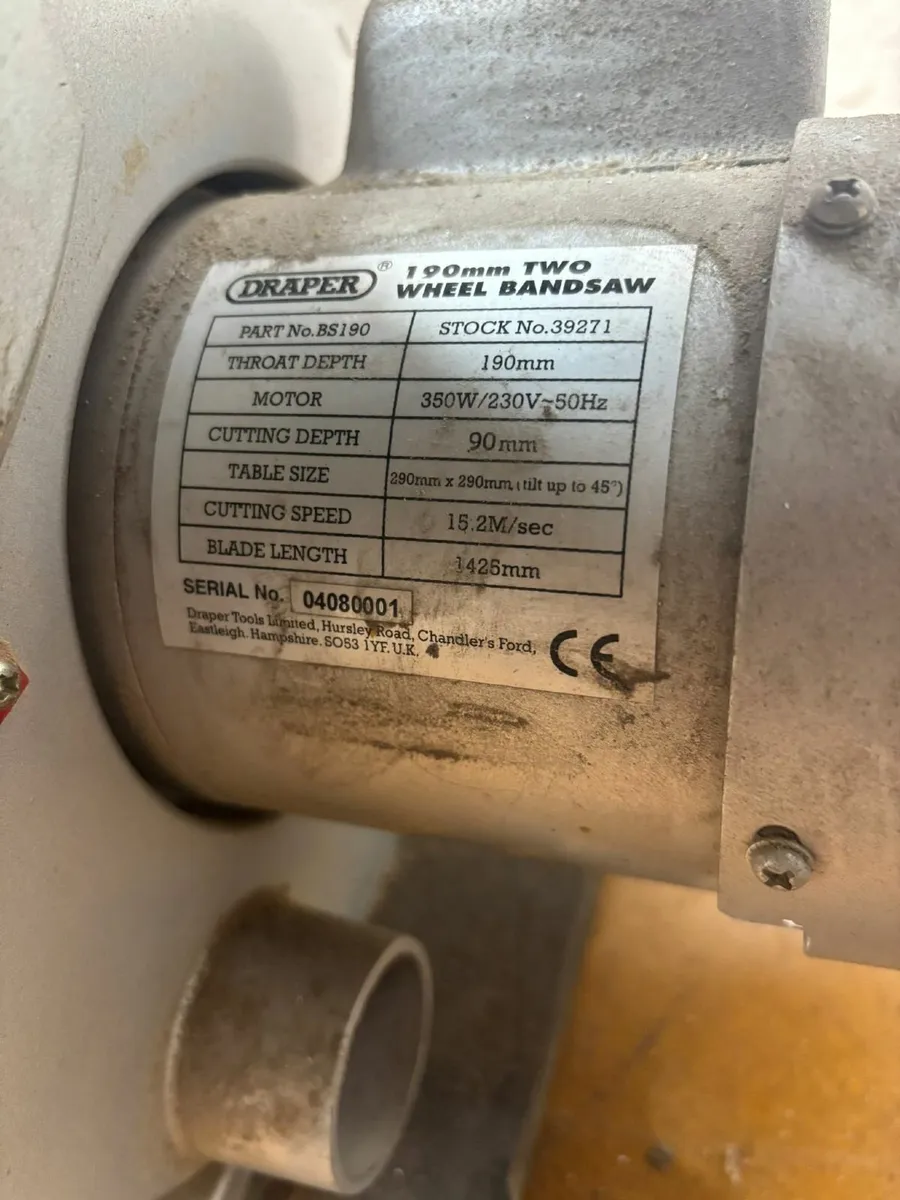 DRAPER® 190mm TWO
WHEEL BANDSAW
PART No.BS190 STOCK No.39271
THROAT DEPTH 190mm
MOTOR 350W/230V~50Hz
CUTTING DEPTH 90mm
TABLE SIZE 290mm x 290mm (tilt up to 45°)
CUTTING SPEED 15.2M/sec
BLADE LENGTH 1425mm
SERIAL No. 04080001
Draper Tools Limited, Hursley Road, Chandler's Ford,
Eastleigh. Hampshire. SO53 1YF. U.K.
CE